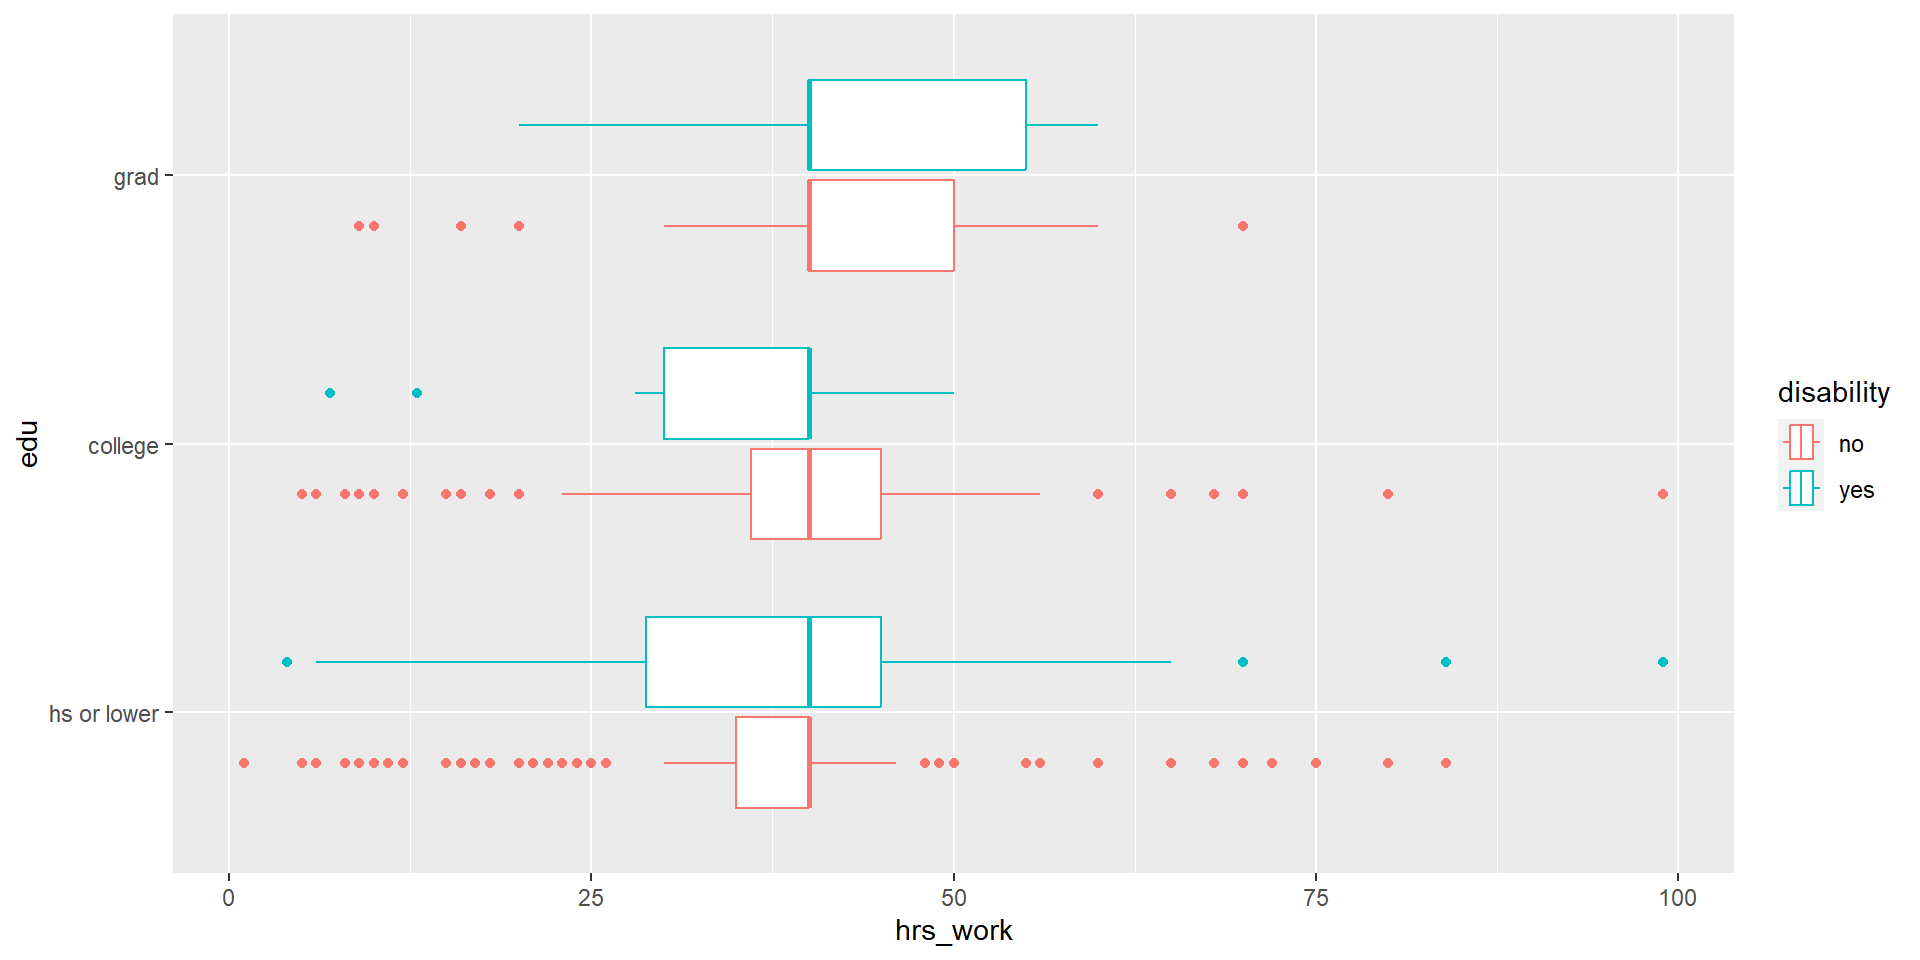 grad
college
hs or lower
edu
0 25 50 75 100
hrs_work
disability
no
yes